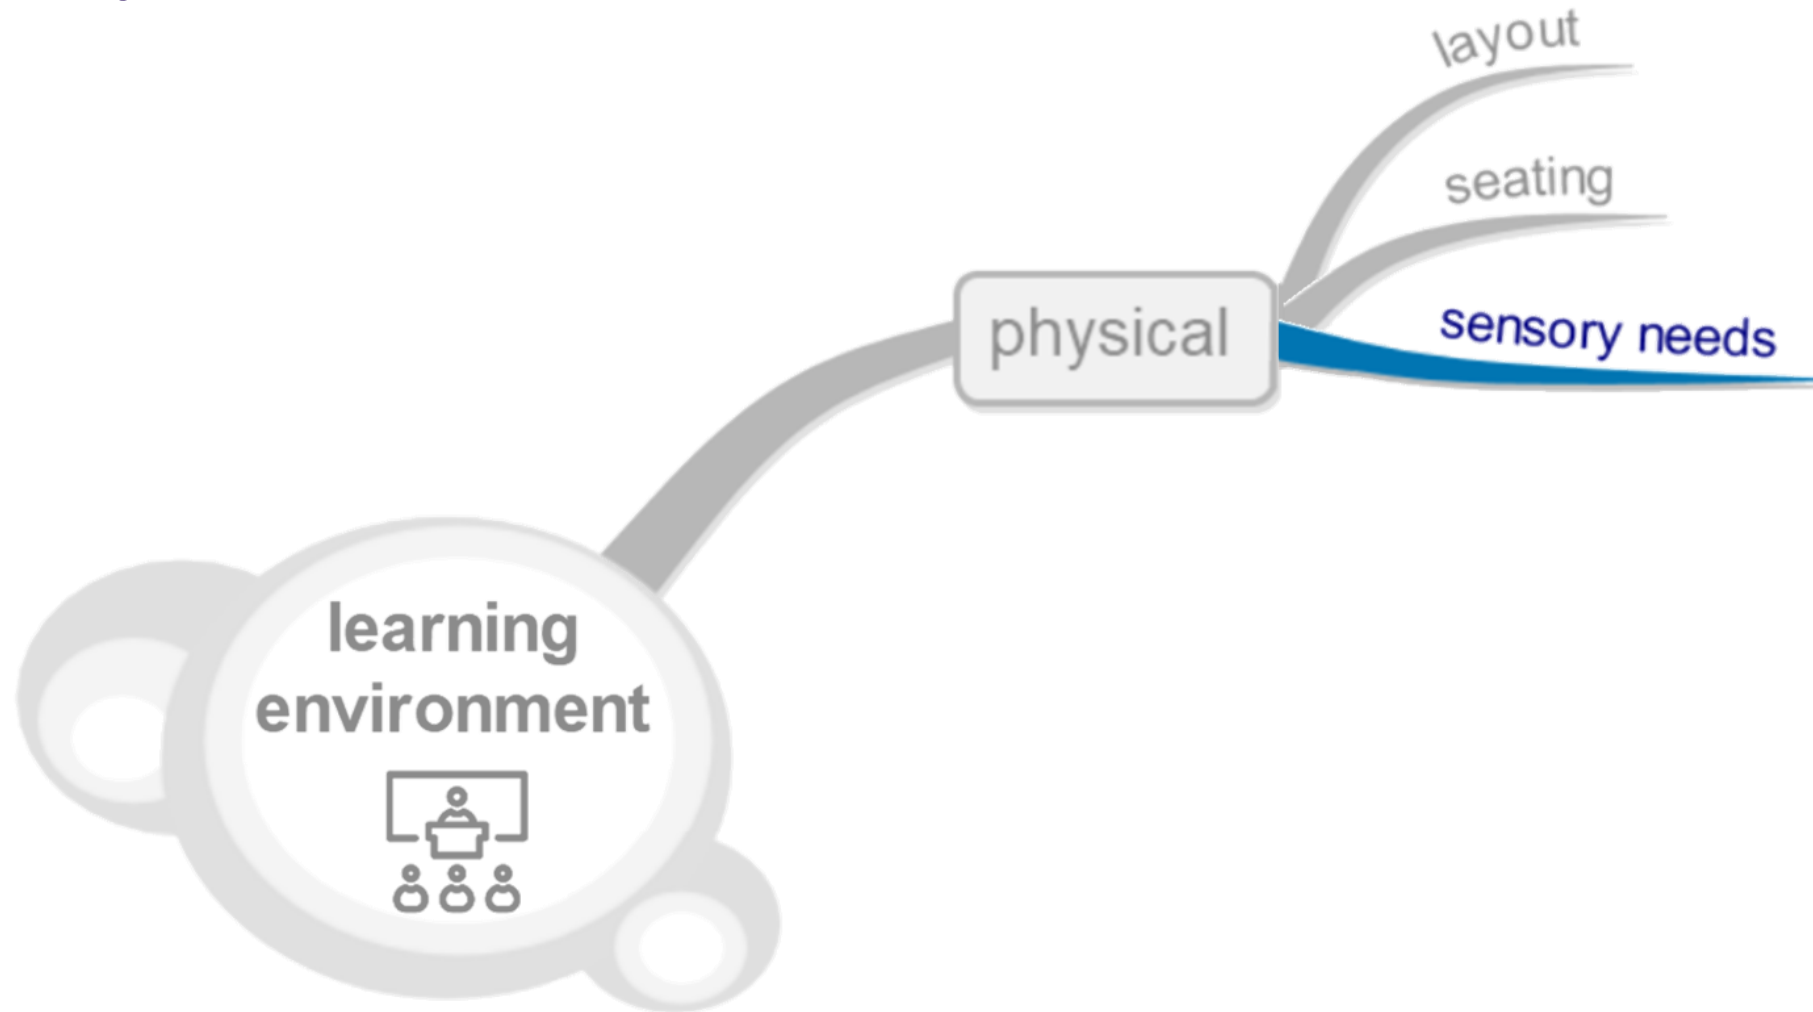 layout
seating
sensory needs
physical
learning
environment